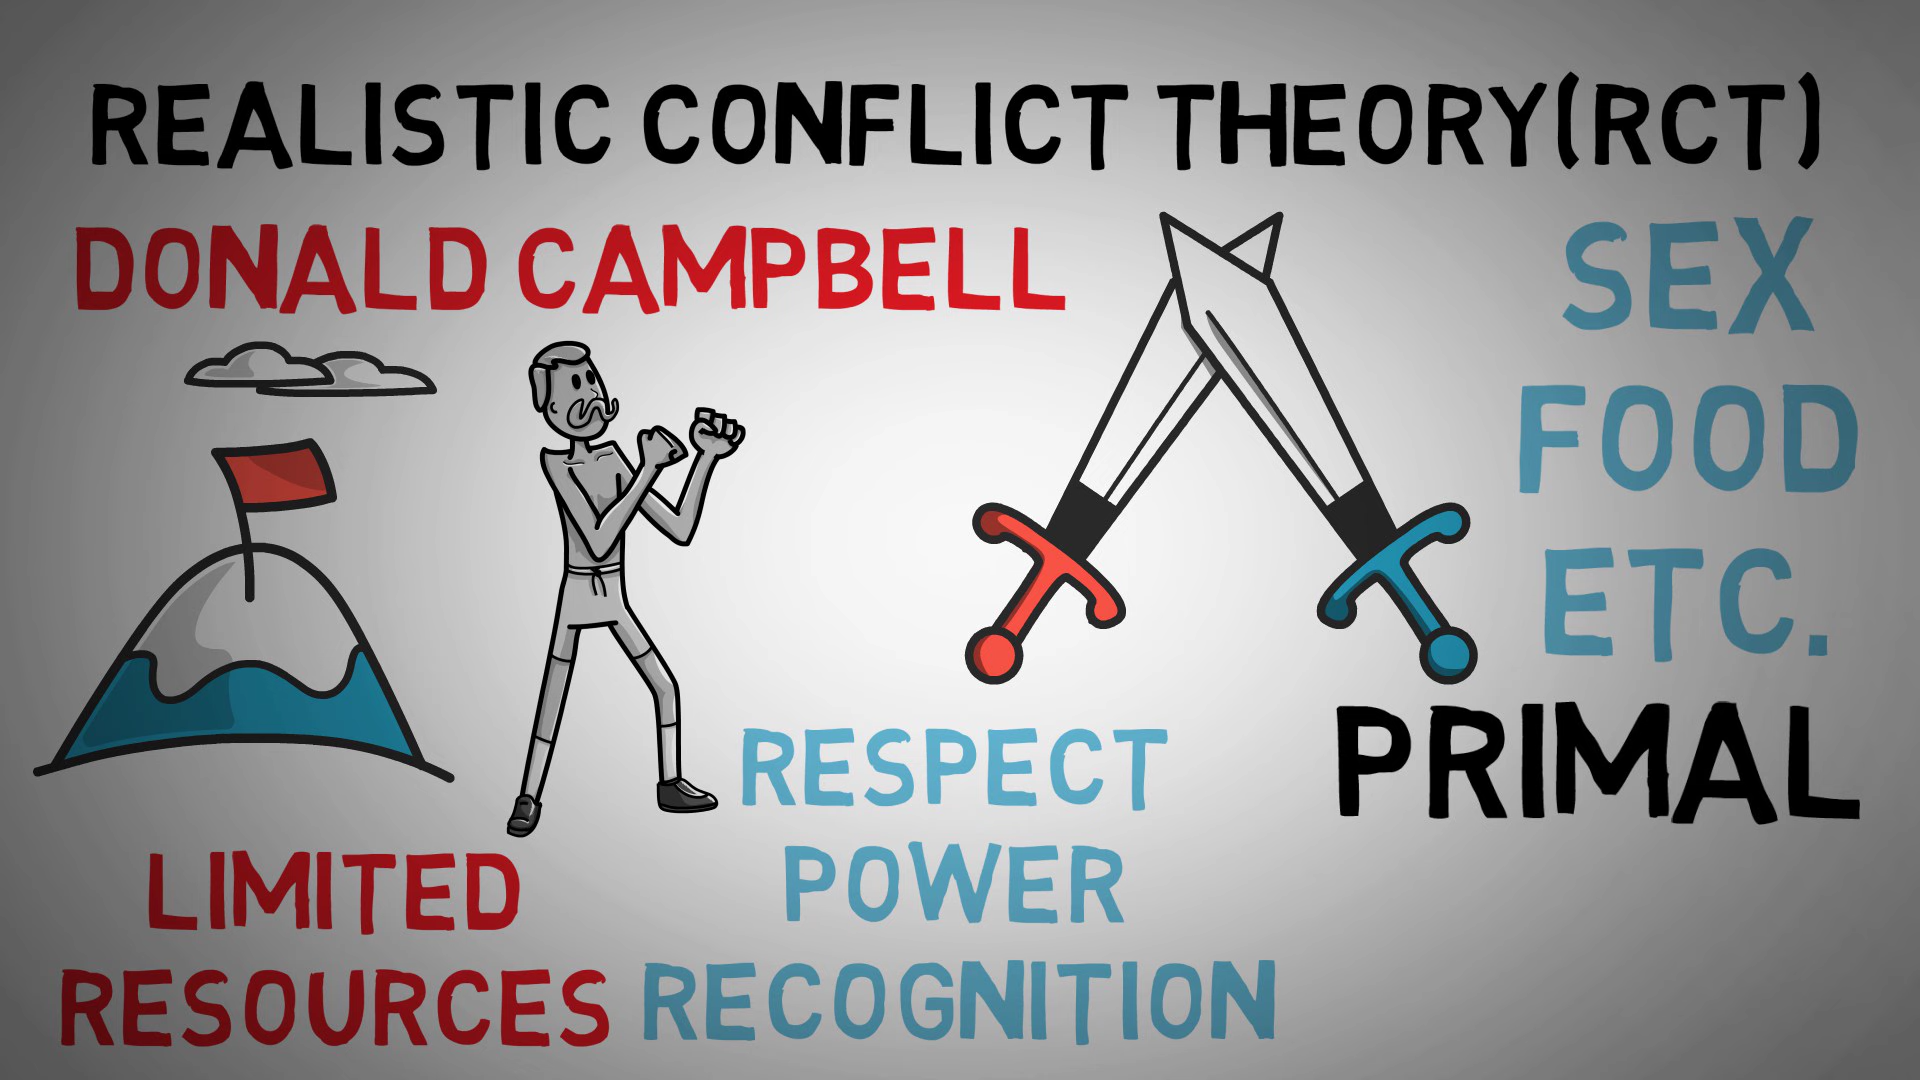 REALISTIC CONFLICT THEORY(RCT)
DONALD CAMPBELL
SEX
FOOD
ETC.
PRIMAL
RESPECT
POWER
RECOGNITION
LIMITED
RESOURCES